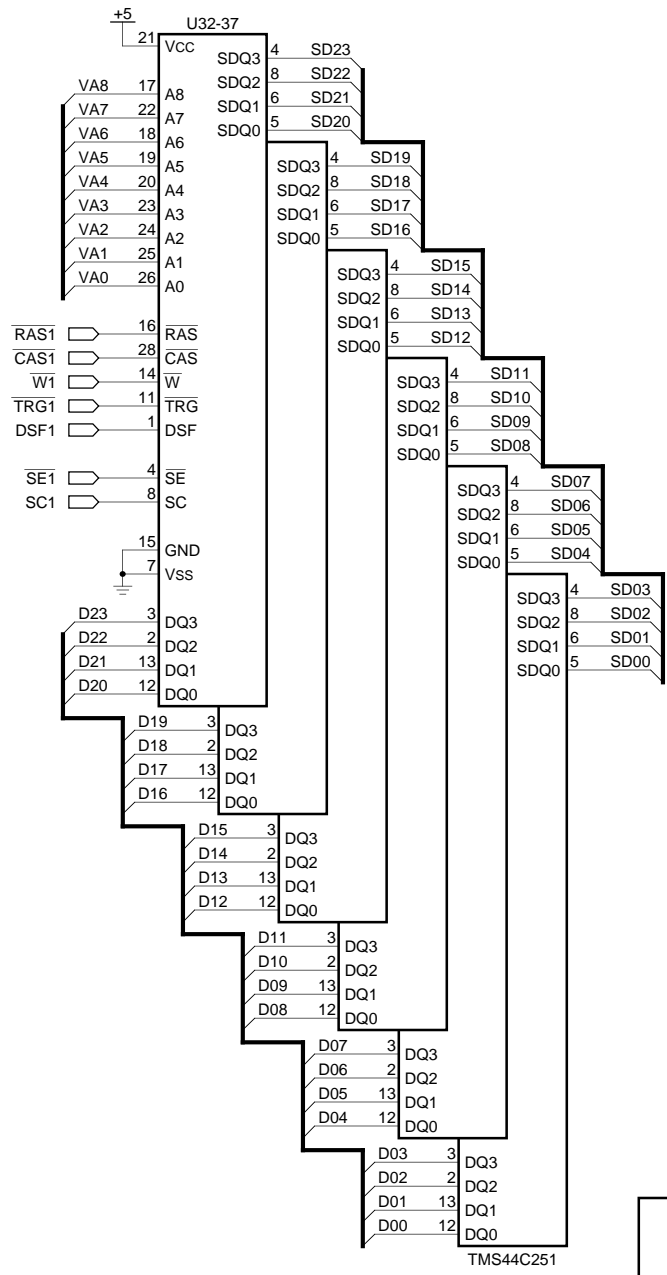 +5
U32-37
21 VCC
SDQ3 4 SD23
SDQ2 8 SD22
SDQ1 6 SD21
SDQ0 5 SD20
VA8 17 A8
VA7 22 A7
VA6 18 A6
VA5 19 A5
VA4 20 A4
VA3 23 A3
VA2 24 A2
VA1 25 A1
VA0 26 A0
SDQ3 4 SD19
SDQ2 8 SD18
SDQ1 6 SD17
SDQ0 5 SD16
SDQ3 4 SD15
SDQ2 8 SD14
SDQ1 6 SD13
SDQ0 5 SD12
RAS1 16 RAS
CAS1 28 CAS
W1 14 W
TRG1 11 TRG
DSF1 1 DSF
SDQ3 4 SD11
SDQ2 8 SD10
SDQ1 6 SD09
SDQ0 5 SD08
SE1 4 SE
SC1 8 SC
SDQ3 4 SD07
SDQ2 8 SD06
SDQ1 6 SD05
SDQ0 5 SD04
15 GND
7 VSS
SDQ3 4 SD03
SDQ2 8 SD02
SDQ1 6 SD01
SDQ0 5 SD00
D23 3 DQ3
D22 2 DQ2
D21 13 DQ1
D20 12 DQ0
D19 3 DQ3
D18 2 DQ2
D17 13 DQ1
D16 12 DQ0
D15 3 DQ3
D14 2 DQ2
D13 13 DQ1
D12 12 DQ0
D11 3 DQ3
D10 2 DQ2
D09 13 DQ1
D08 12 DQ0
D07 3 DQ3
D06 2 DQ2
D05 13 DQ1
D04 12 DQ0
D03 3 DQ3
D02 2 DQ2
D01 13 DQ1
D00 12 DQ0
TMS44C251